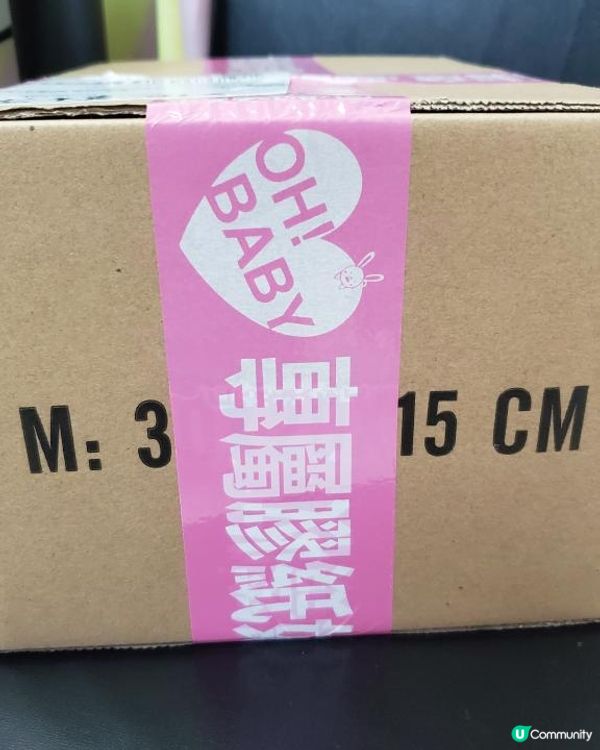 OH!
BABY
專屬膠紙
M: 3
15 CM
U Community